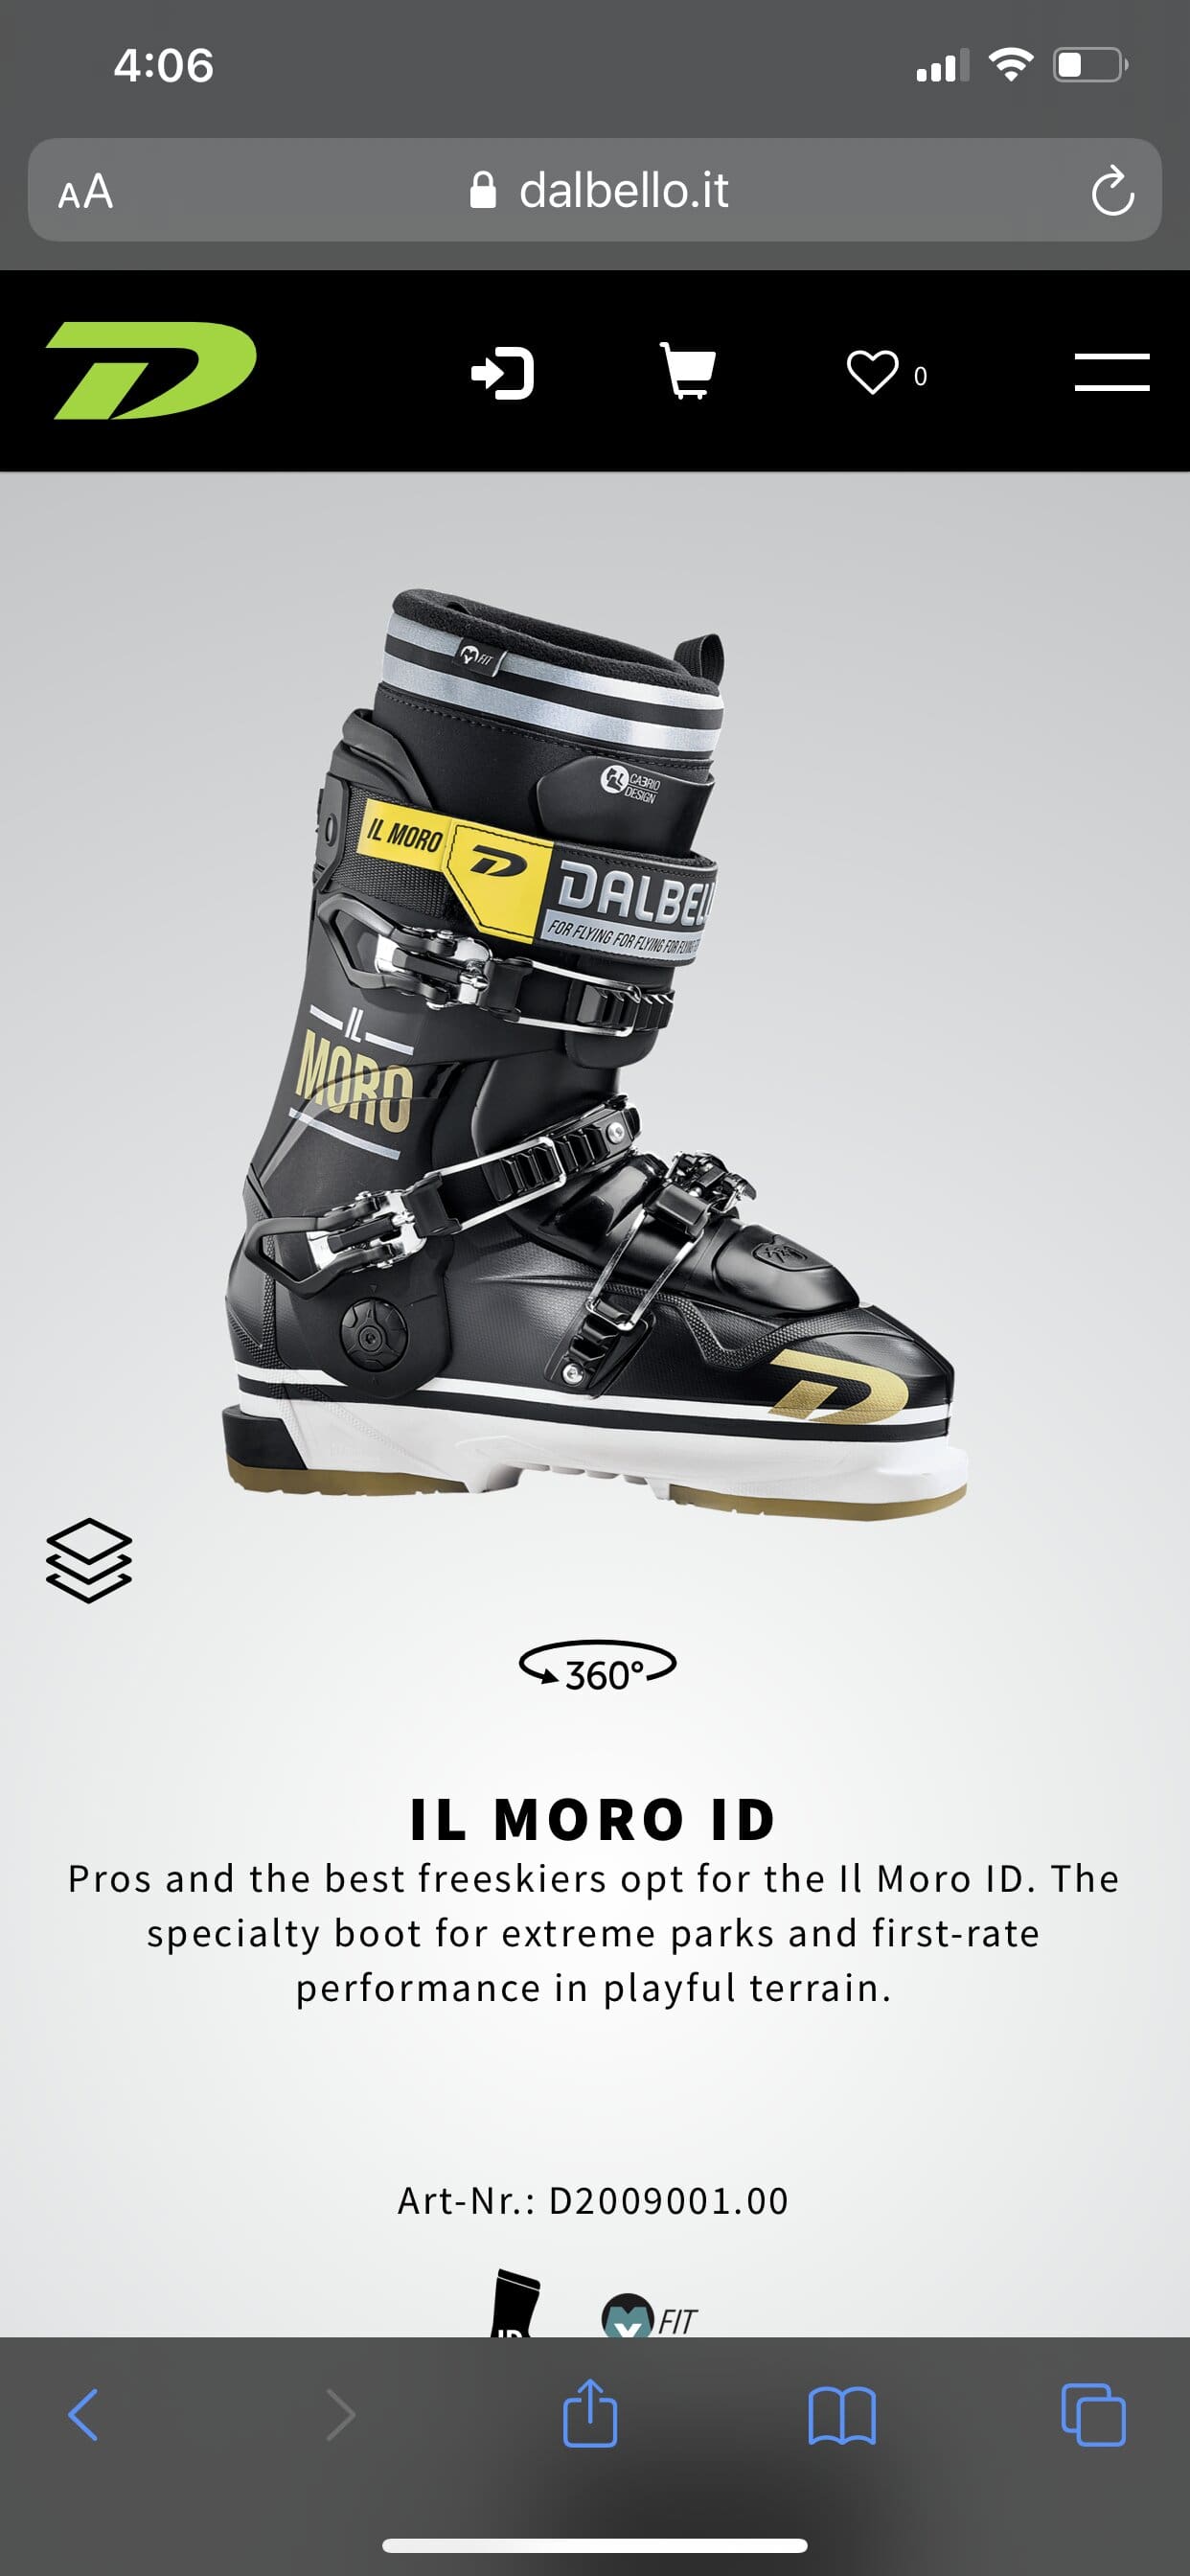 4:06
AA
dalbello.it
0
FIT
CABRIO
DESIGN
IL MORO
DALBEL
FOR FLYING FOR FLYING FOR FLYING
IL
MORO
360°
IL MORO ID
Pros and the best freeskiers opt for the Il Moro ID. The
specialty boot for extreme parks and first-rate
performance in playful terrain.
Art-Nr.: D2009001.00
ID
MY FIT